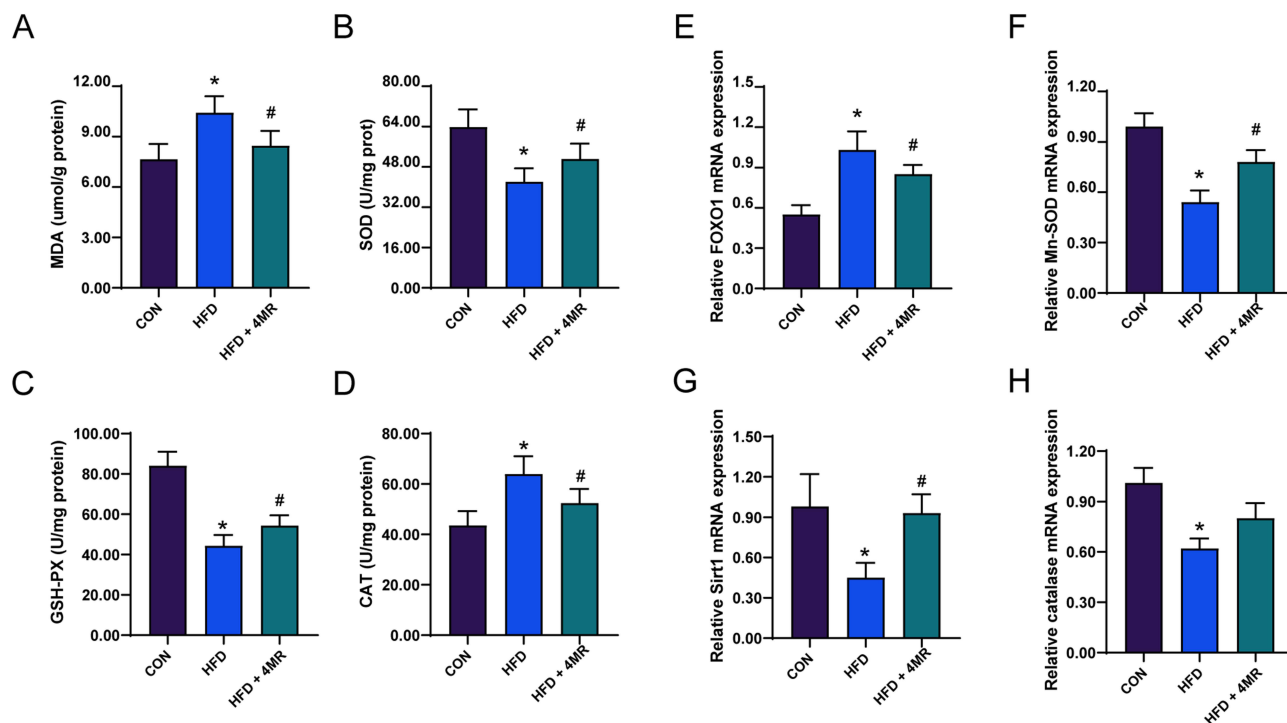 A
MDA (umol/g protein)
12.00
9.00
6.00
3.00
0.00
*
#
CON
HFD
HFD + 4MR
B
SOD (U/mg prot)
80.00
64.00
48.00
32.00
16.00
0.00
*
#
CON
HFD
HFD + 4MR
E
Relative FOXO1 mRNA expression
1.5
1.2
0.9
0.6
0.3
0.0
*
#
CON
HFD
HFD + 4MR
F
Relative Mn-SOD mRNA expression
1.20
0.90
0.60
0.30
0.00
*
#
CON
HFD
HFD + 4MR
C
GSH-PX (U/mg protein)
100.00
80.00
60.00
40.00
20.00
0.00
*
#
CON
HFD
HFD + 4MR
D
CAT (U/mg protein)
80.00
60.00
40.00
20.00
0.00
*
#
CON
HFD
HFD + 4MR
G
Relative Sirt1 mRNA expression
1.50
1.20
0.90
0.60
0.30
0.00
*
#
CON
HFD
HFD + 4MR
H
Relative catalase mRNA expression
1.20
0.90
0.60
0.30
0.00
*
CON
HFD
HFD + 4MR